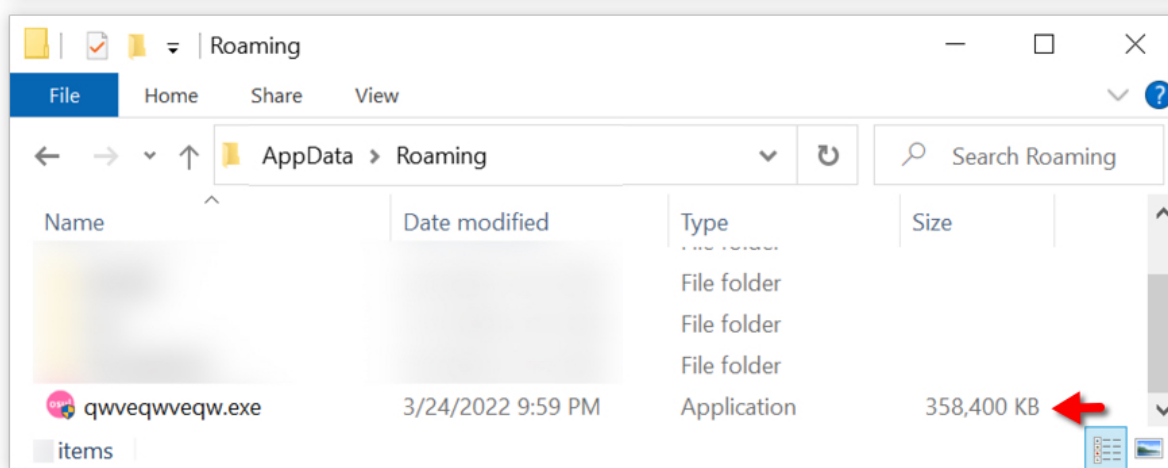 Roaming
File Home Share View
AppData > Roaming Search Roaming
Name Date modified Type Size
File folder
File folder
File folder
qwveqwveqw.exe 3/24/2022 9:59 PM Application 358,400 KB
items